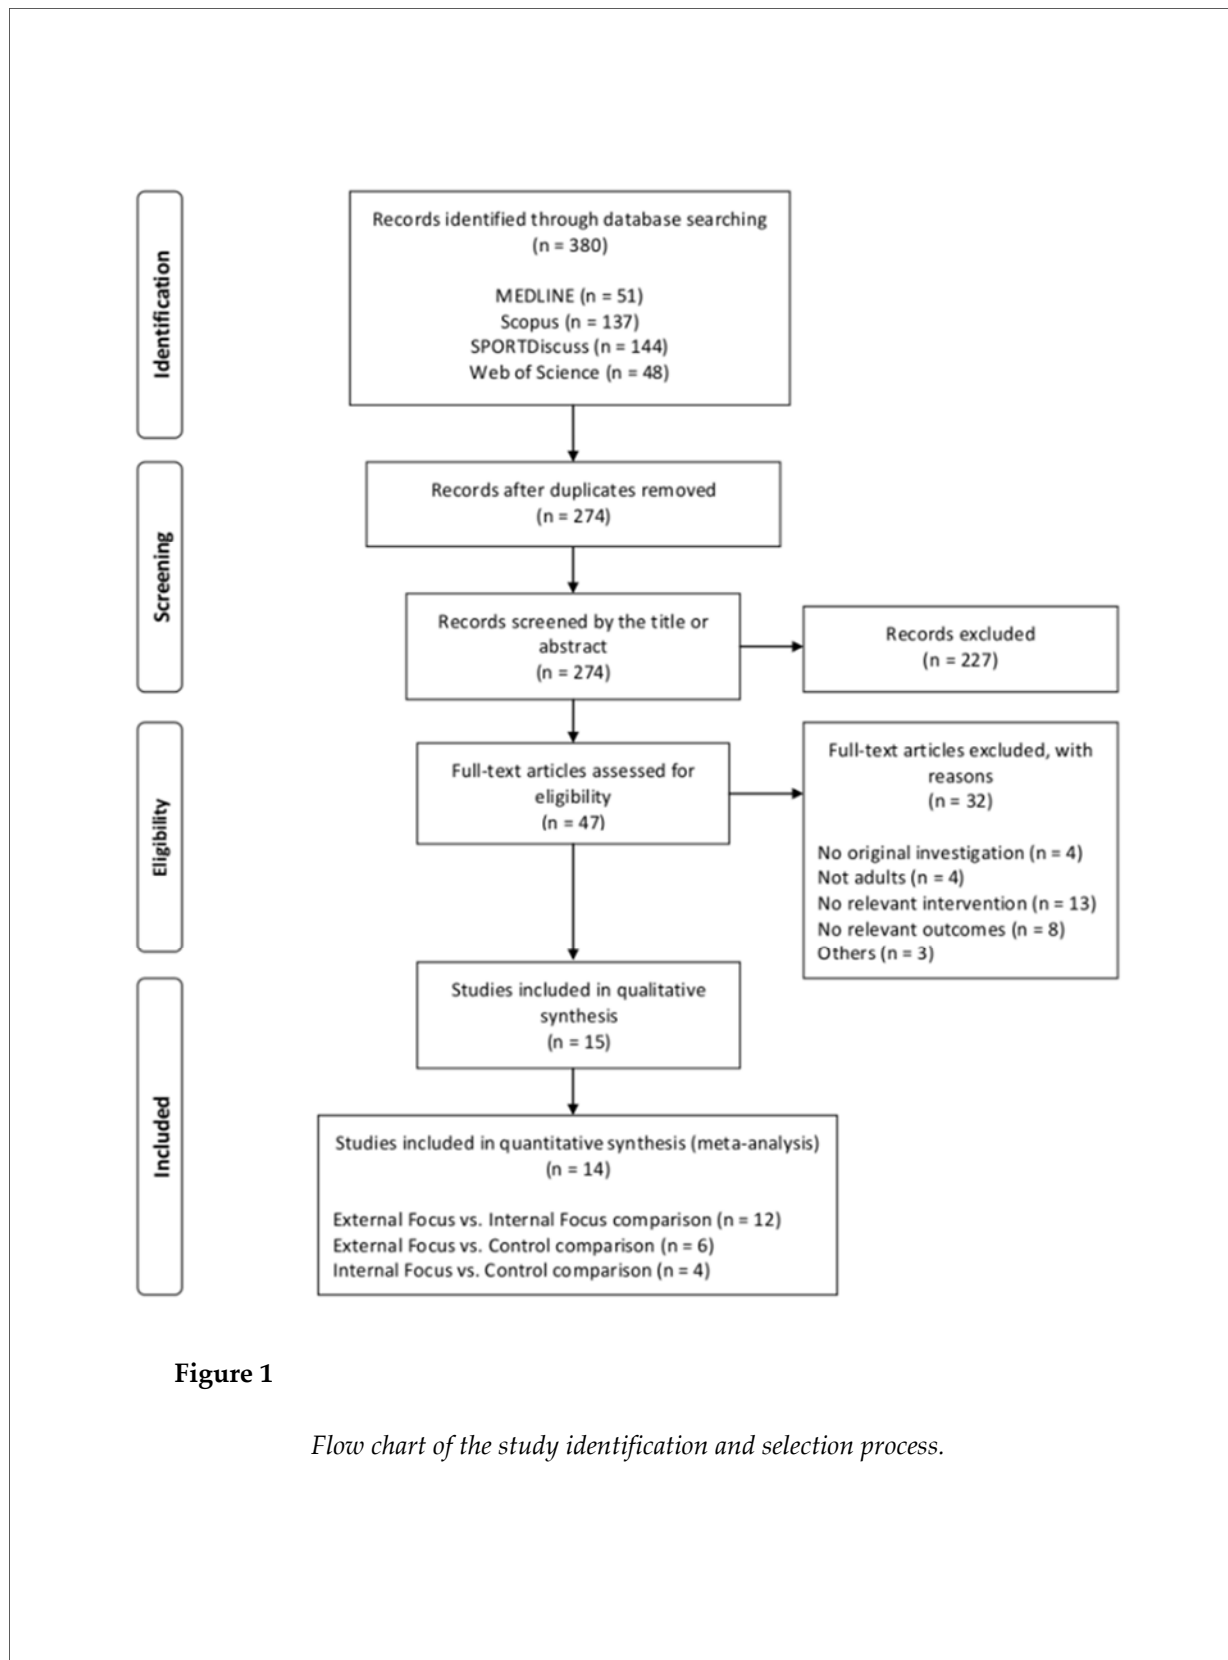 Identification
Records identified through database searching
(n = 380)
MEDLINE (n = 51)
Scopus (n = 137)
SPORTDiscuss (n = 144)
Web of Science (n = 48)
Screening
Records after duplicates removed
(n = 274)
Records screened by the title or
abstract
(n = 274)
Records excluded
(n = 227)
Eligibility
Full-text articles assessed for
eligibility
(n = 47)
Full-text articles excluded, with
reasons
(n = 32)
No original investigation (n = 4)
Not adults (n = 4)
No relevant intervention (n = 13)
No relevant outcomes (n = 8)
Others (n = 3)
Included
Studies included in qualitative
synthesis
(n = 15)
Studies included in quantitative synthesis (meta-analysis)
(n = 14)
External Focus vs. Internal Focus comparison (n = 12)
External Focus vs. Control comparison (n = 6)
Internal Focus vs. Control comparison (n = 4)
Figure 1
Flow chart of the study identification and selection process.